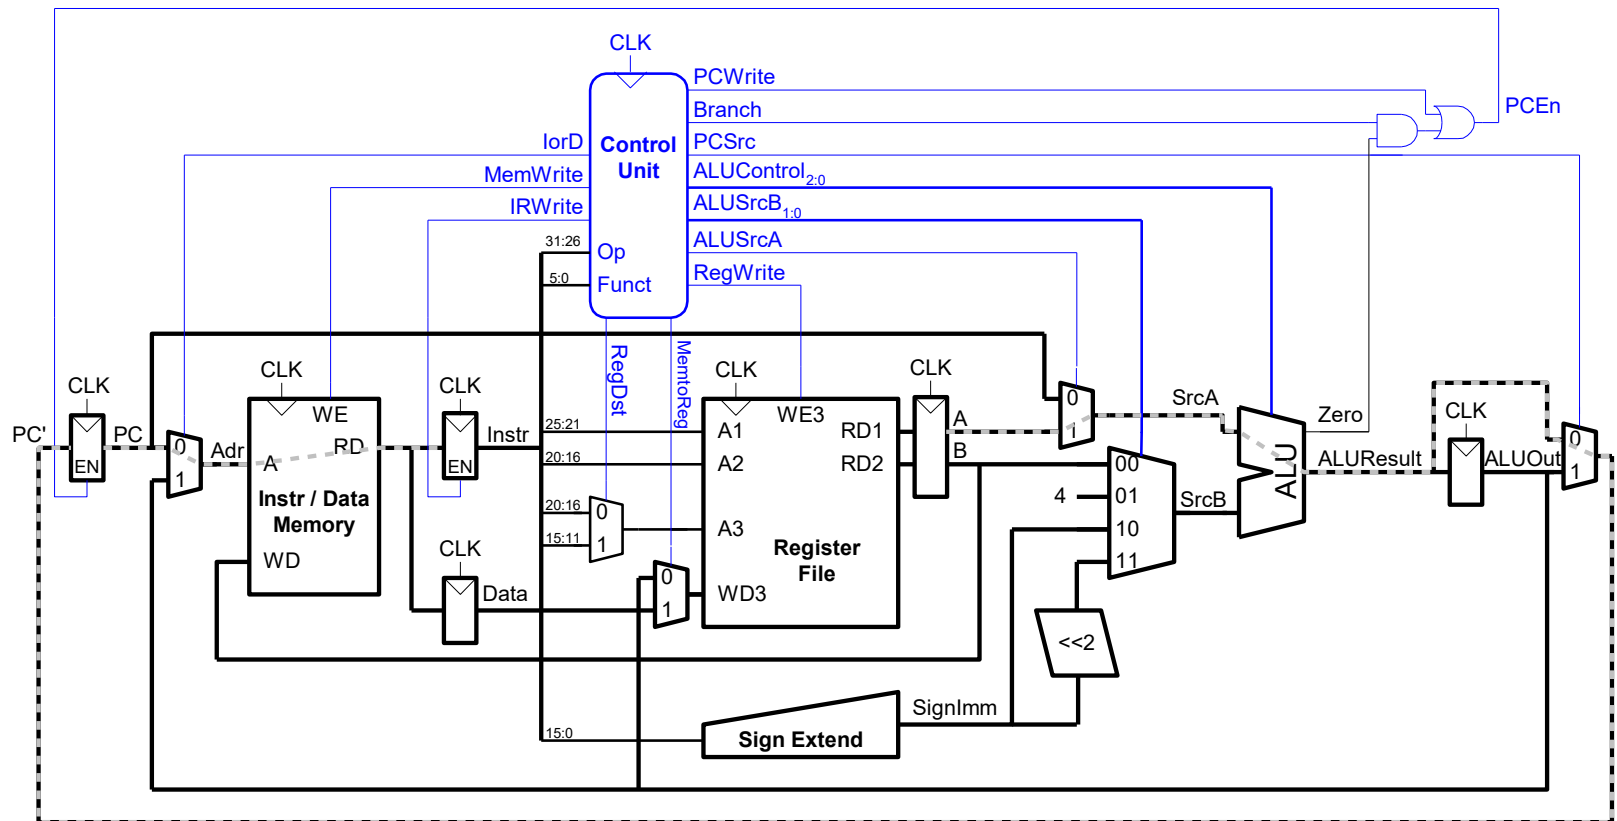 CLK
PCWrite
Branch
PCEn
IorD
Control
Unit
PCSrc
MemWrite
ALUControl2:0
IRWrite
ALUSrcB1:0
31:26
Op
ALUSrcA
5:0
Funct
RegWrite
RegDst
MemtoReg
CLK
CLK
CLK
CLK
CLK
PC'
PC
EN
0
1
Adr
WE
A
RD
Instr / Data
Memory
WD
EN
Instr
CLK
Data
25:21
20:16
20:16
15:11
0
1
0
1
WE3
A1
RD1
A2
RD2
A3
Register
File
WD3
A
B
0
1
SrcA
00
4
01
10
11
SrcB
<<2
ALU
Zero
ALUResult
CLK
ALUOut
0
1
15:0
Sign Extend
SignImm